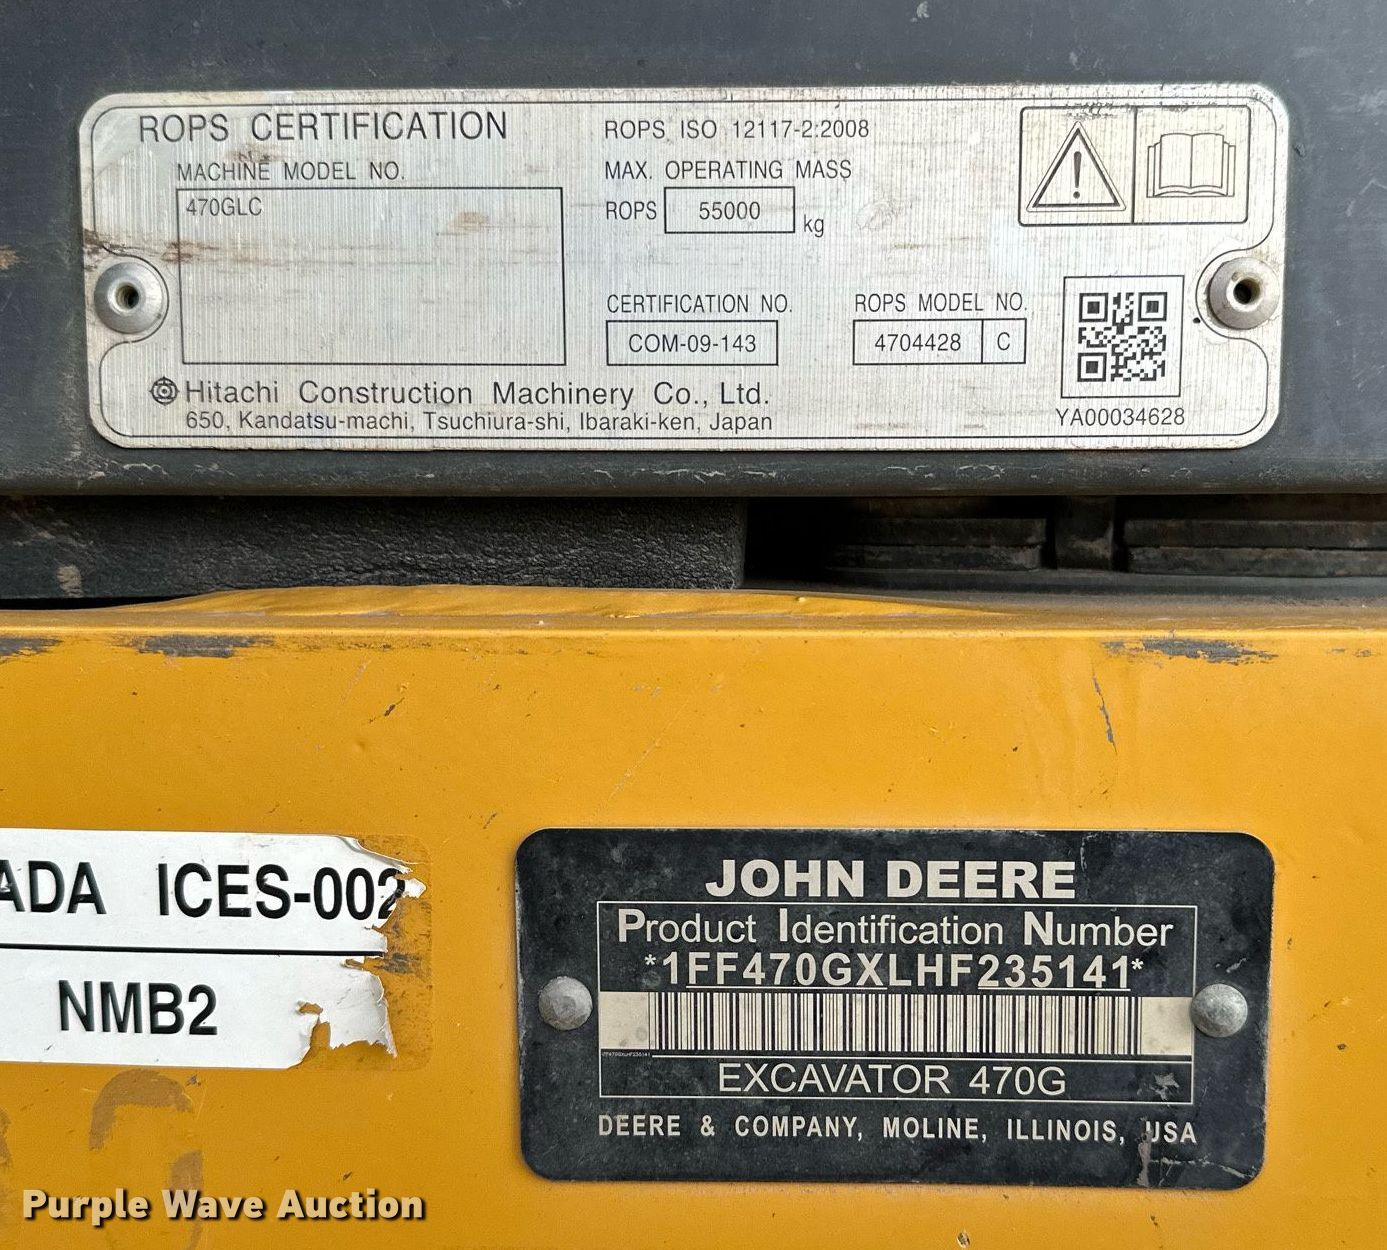 ROPS CERTIFICATION
MACHINE MODEL NO.
470GLC
ROPS ISO 12117-2:2008
MAX. OPERATING MASS
ROPS 55000 kg
CERTIFICATION NO.
COM-09-143
ROPS MODEL NO.
4704428 C
Hitachi Construction Machinery Co., Ltd.
650, Kandatsu-machi, Tsuchiura-shi, Ibaraki-ken, Japan
YA00034628
ADA ICES-002
NMB2
JOHN DEERE
Product Identification Number
*1FF470GXLHF235141*
1FF470GXLHF235141
EXCAVATOR 470G
DEERE & COMPANY, MOLINE, ILLINOIS, USA
Purple Wave Auction